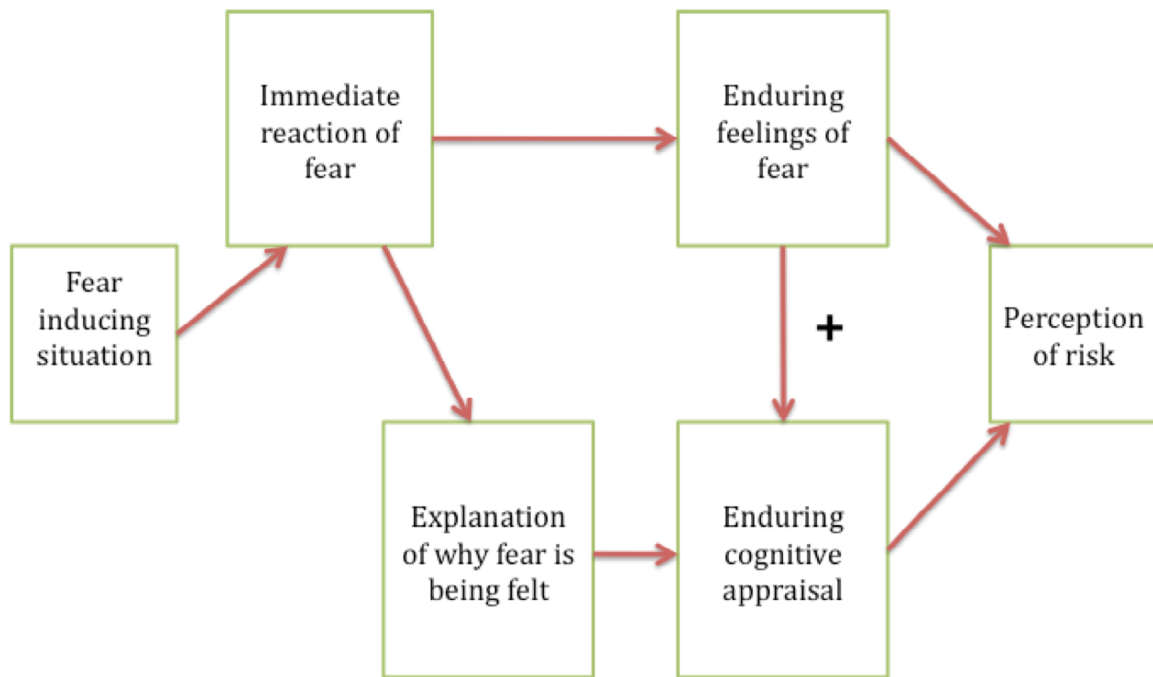 Immediate
reaction of
fear
Enduring
feelings of
fear
Fear
inducing
situation
+
Perception
of risk
Explanation
of why fear is
being felt
Enduring
cognitive
appraisal